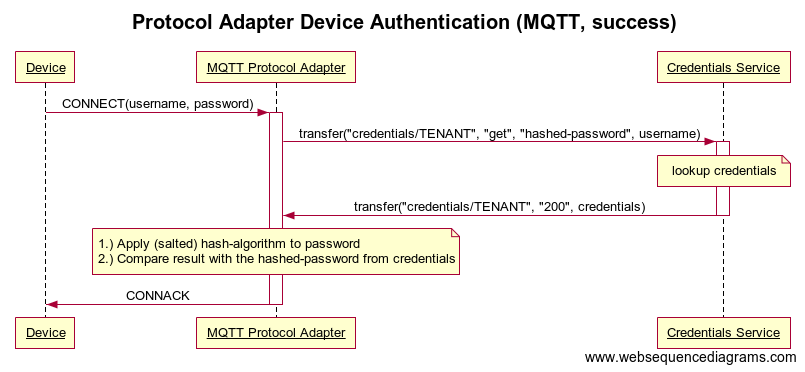 Protocol Adapter Device Authentication (MQTT, success)
Device
MQTT Protocol Adapter
Credentials Service
CONNECT(username, password)
transfer("credentials/TENANT", "get", "hashed-password", username)
lookup credentials
transfer("credentials/TENANT", "200", credentials)
1.) Apply (salted) hash-algorithm to password
2.) Compare result with the hashed-password from credentials
CONNACK
Device
MQTT Protocol Adapter
Credentials Service
www.websequencediagrams.com